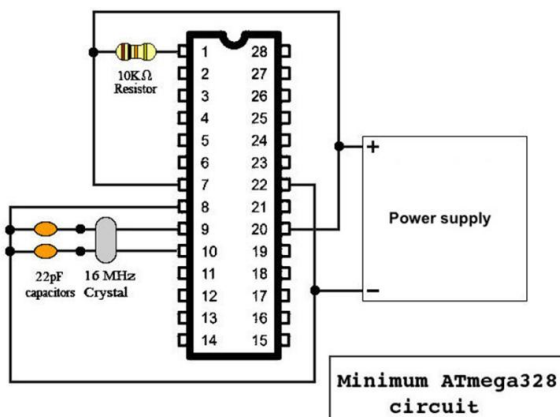 10KΩ
Resistor
1 28
2 27
3 26
4 25
5 24
6 23
7 22
8 21
9 20
10 19
11 18
12 17
13 16
14 15
+
Power supply
−
22pF
capacitors
16 MHz
Crystal
Minimum ATmega328
circuit